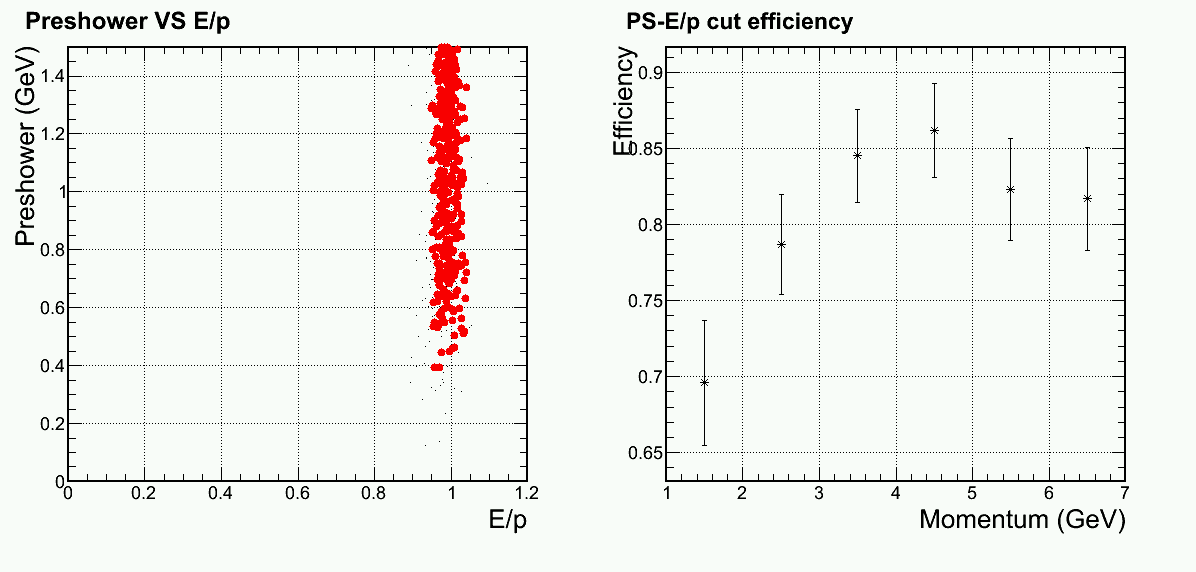 Preshower VS E/p
Preshower (GeV)
1.4
1.2
1
0.8
0.6
0.4
0.2
0
0 0.2 0.4 0.6 0.8 1 1.2
E/p
PS-E/p cut efficiency
Efficiency
0.9
0.85
0.8
0.75
0.7
0.65
1 2 3 4 5 6 7
Momentum (GeV)